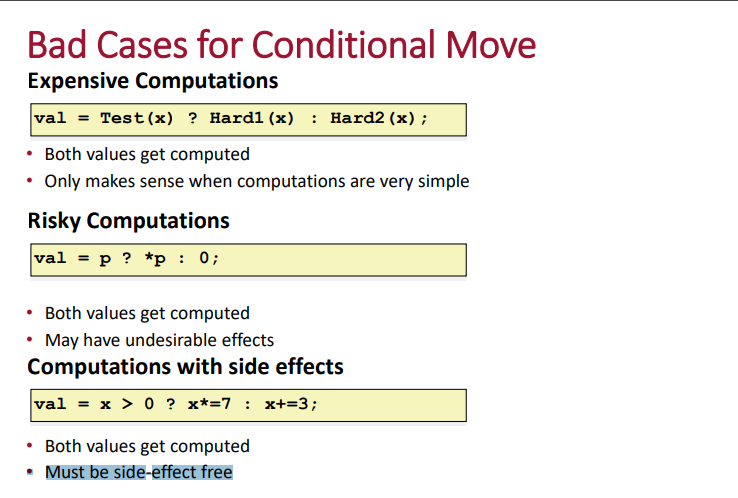 Bad Cases for Conditional Move
Expensive Computations
val = Test(x) ? Hard1(x) : Hard2(x);
• Both values get computed
• Only makes sense when computations are very simple
Risky Computations
val = p ? *p : 0;
• Both values get computed
• May have undesirable effects
Computations with side effects
val = x > 0 ? x*=7 : x+=3;
• Both values get computed
• Must be side-effect free